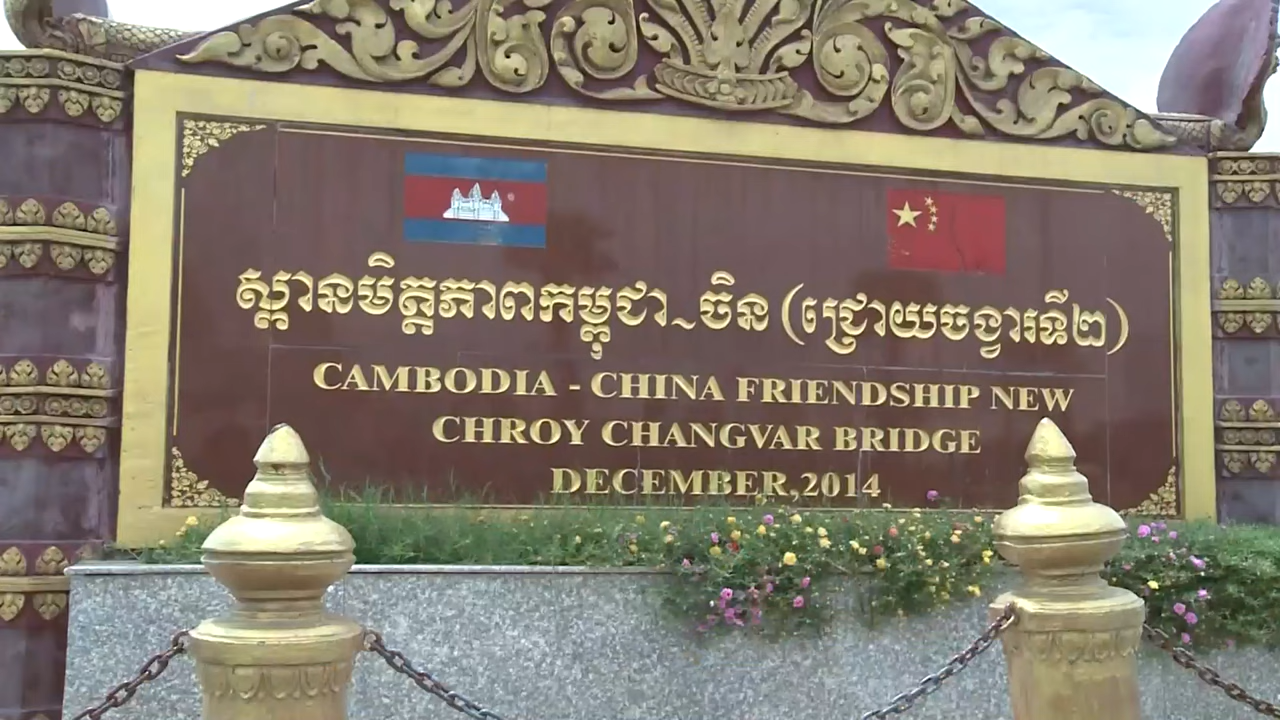 ស្ពានមិត្តភាពកម្ពុជា~ចិន (ជ្រោយចង្វារទី២)
CAMBODIA - CHINA FRIENDSHIP NEW
CHROY CHANGVAR BRIDGE
DECEMBER,2014